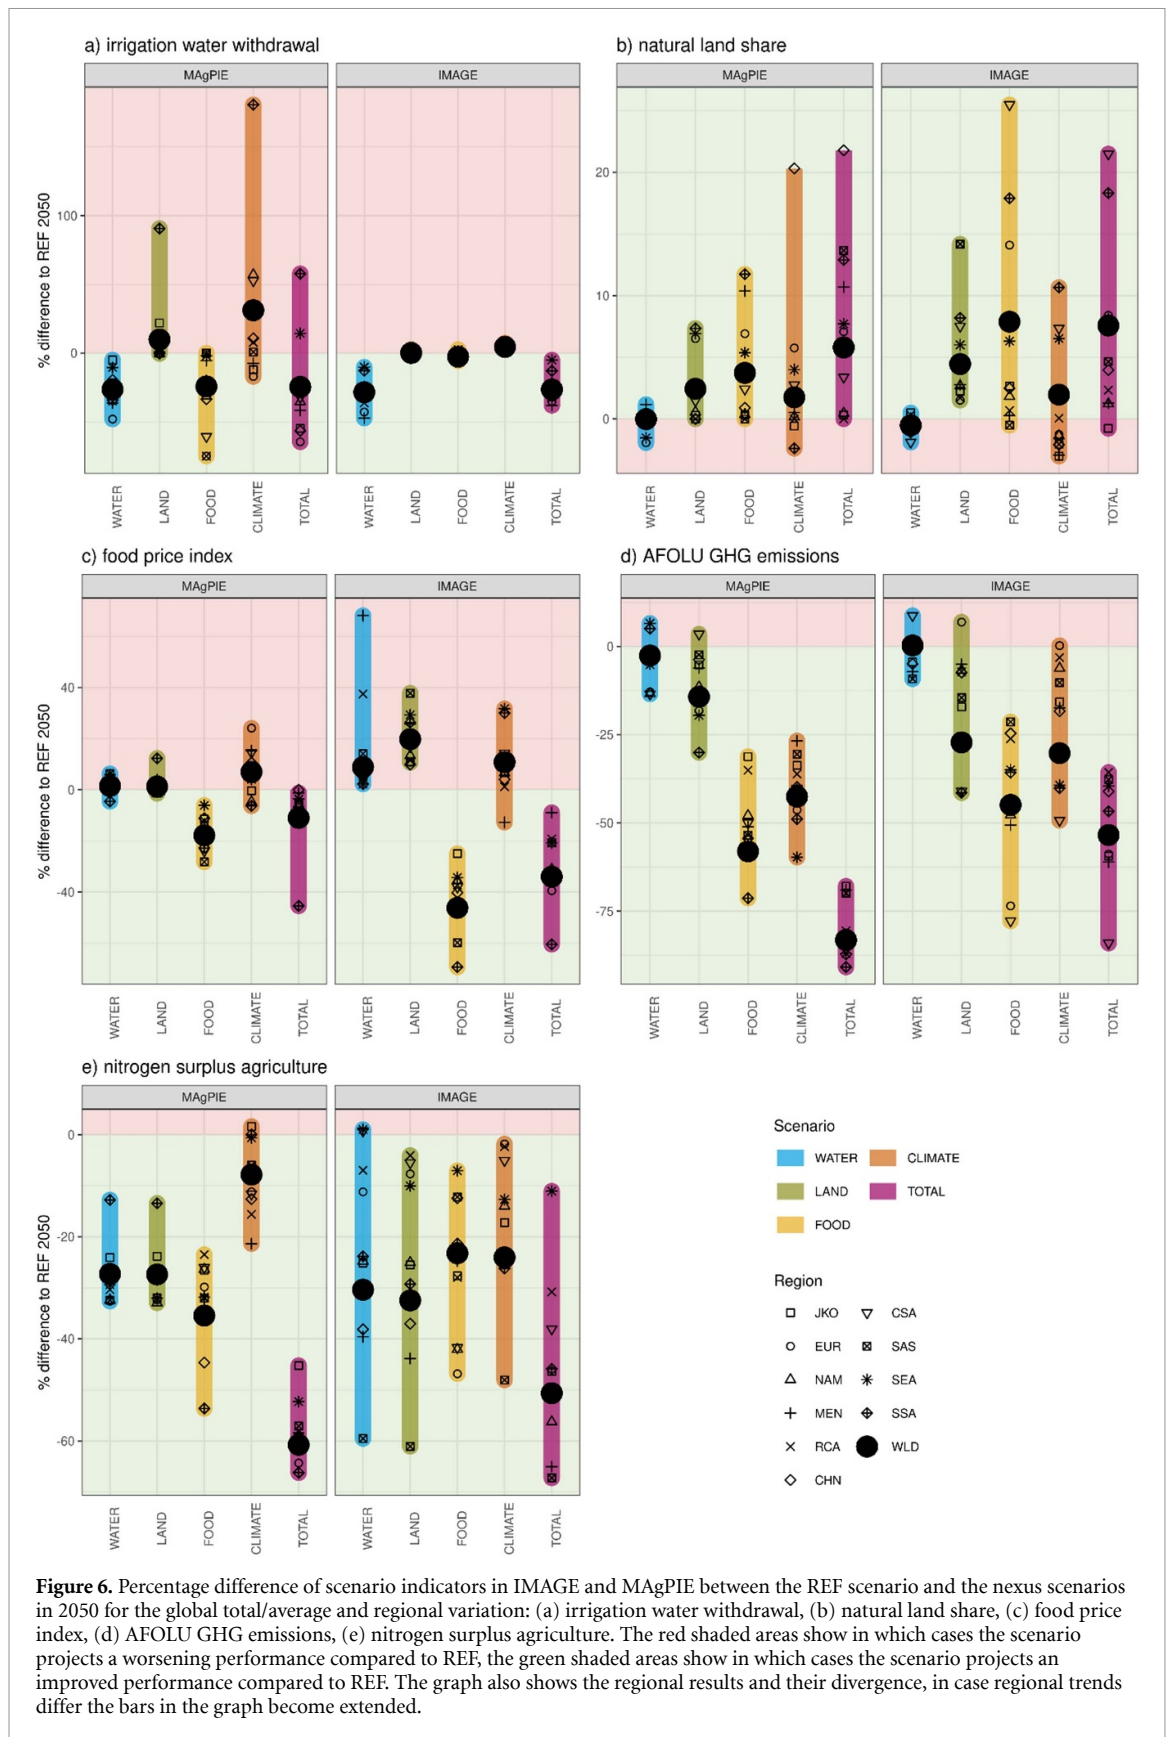 a) irrigation water withdrawal
MAgPIE
IMAGE
% difference to REF 2050
100
0
WATER
LAND
FOOD
CLIMATE
TOTAL
WATER
LAND
FOOD
CLIMATE
TOTAL
b) natural land share
MAgPIE
IMAGE
20
10
0
WATER
LAND
FOOD
CLIMATE
TOTAL
WATER
LAND
FOOD
CLIMATE
TOTAL
c) food price index
MAgPIE
IMAGE
% difference to REF 2050
40
0
-40
WATER
LAND
FOOD
CLIMATE
TOTAL
WATER
LAND
FOOD
CLIMATE
TOTAL
d) AFOLU GHG emissions
MAgPIE
IMAGE
0
-25
-50
-75
WATER
LAND
FOOD
CLIMATE
TOTAL
WATER
LAND
FOOD
CLIMATE
TOTAL
e) nitrogen surplus agriculture
MAgPIE
IMAGE
% difference to REF 2050
0
-20
-40
-60
WATER
LAND
FOOD
CLIMATE
TOTAL
WATER
LAND
FOOD
CLIMATE
TOTAL
Scenario
WATER CLIMATE
LAND TOTAL
FOOD
Region
JKO CSA
EUR SAS
NAM SEA
MEN SSA
RCA WLD
CHN
Figure 6. Percentage difference of scenario indicators in IMAGE and MAgPIE between the REF scenario and the nexus scenarios
in 2050 for the global total/average and regional variation: (a) irrigation water withdrawal, (b) natural land share, (c) food price
index, (d) AFOLU GHG emissions, (e) nitrogen surplus agriculture. The red shaded areas show in which cases the scenario
projects a worsening performance compared to REF, the green shaded areas show in which cases the scenario projects an
improved performance compared to REF. The graph also shows the regional results and their divergence, in case regional trends
differ the bars in the graph become extended.